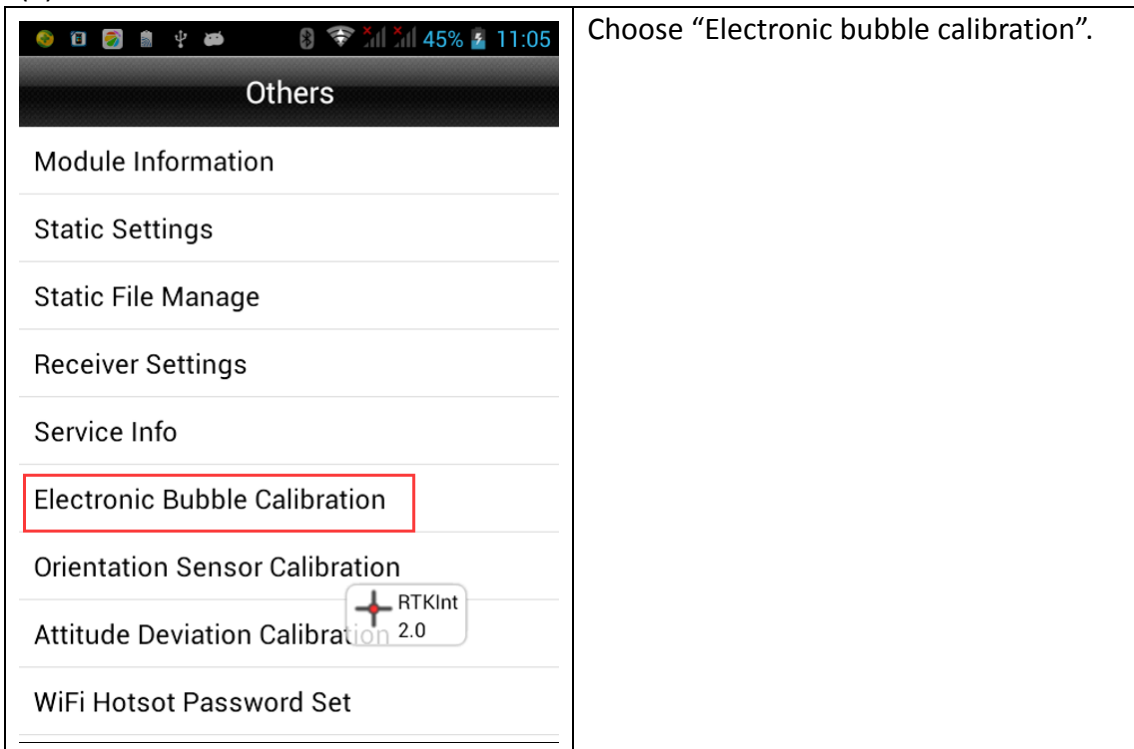 45% 11:05
Choose “Electronic bubble calibration”.
Others
Module Information
Static Settings
Static File Manage
Receiver Settings
Service Info
Electronic Bubble Calibration
Orientation Sensor Calibration
RTKInt
Attitude Deviation Calibration 2.0
WiFi Hotsot Password Set